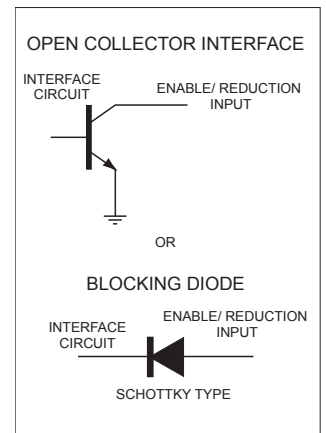 OPEN COLLECTOR INTERFACE
INTERFACE
CIRCUIT
ENABLE/ REDUCTION
INPUT
OR
BLOCKING DIODE
INTERFACE
CIRCUIT
ENABLE/ REDUCTION
INPUT
SCHOTTKY TYPE